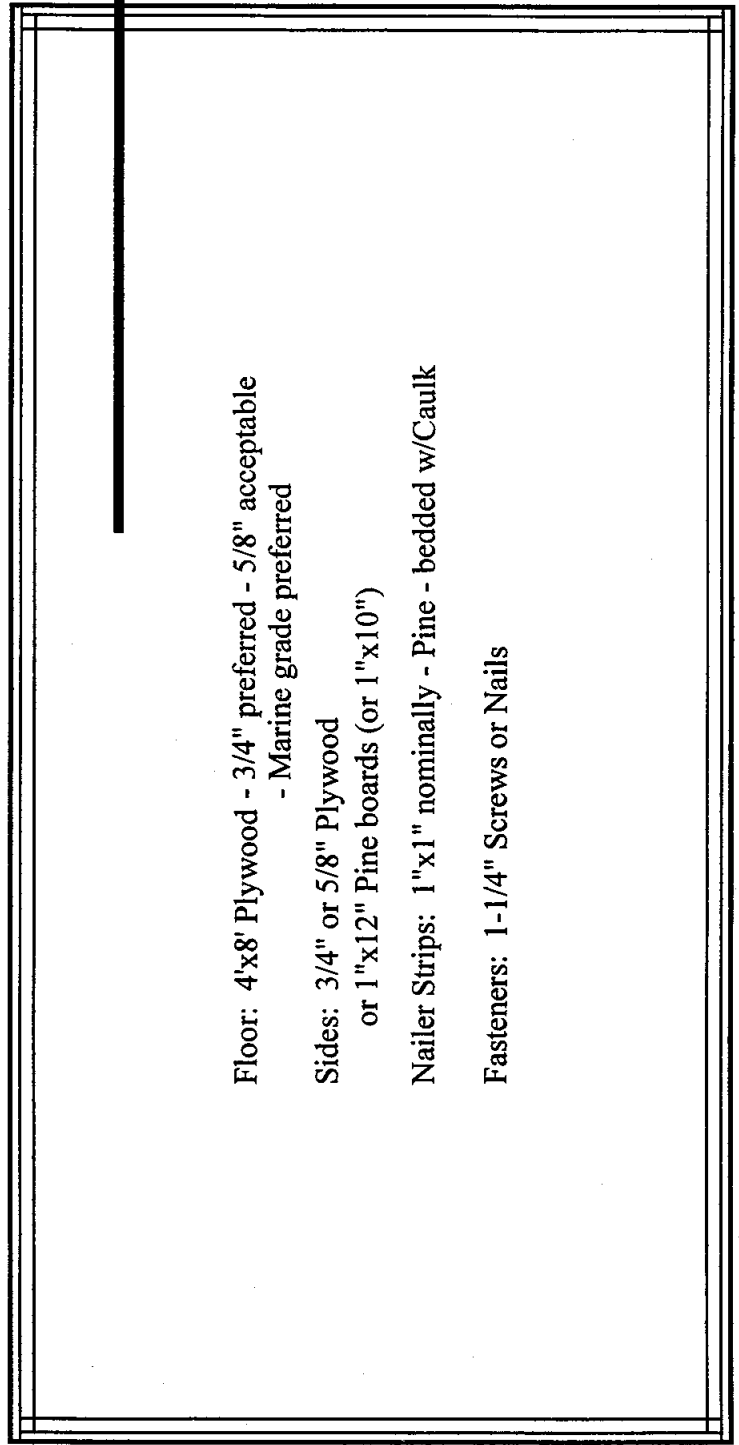 Floor: 4'x8' Plywood - 3/4" preferred - 5/8" acceptable
- Marine grade preferred
Sides: 3/4" or 5/8" Plywood
or 1"x12" Pine boards (or 1"x10")
Nailer Strips: 1"x1" nominally - Pine - bedded w/Caulk
Fasteners: 1-1/4" Screws or Nails